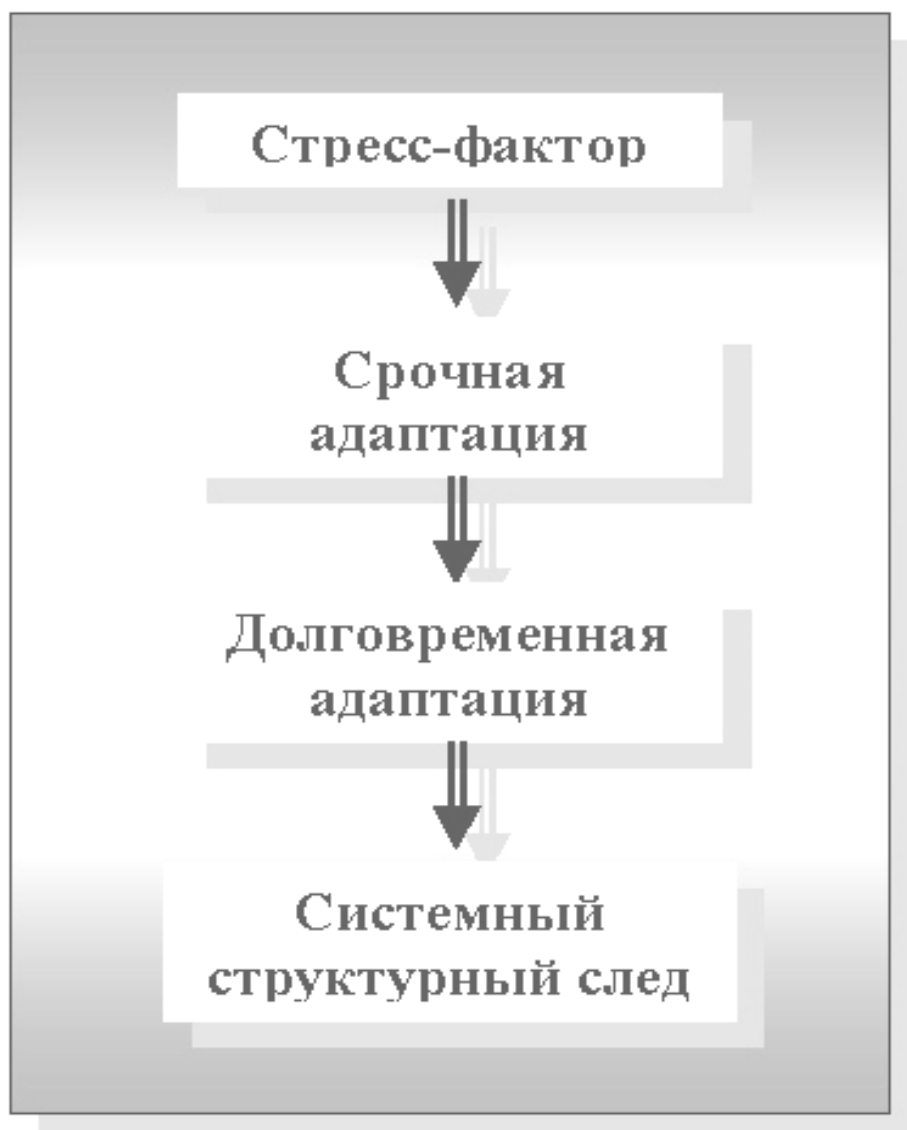 Стресс-фактор
Срочная
адаптация
Долговременная
адаптация
Системный
структурный след